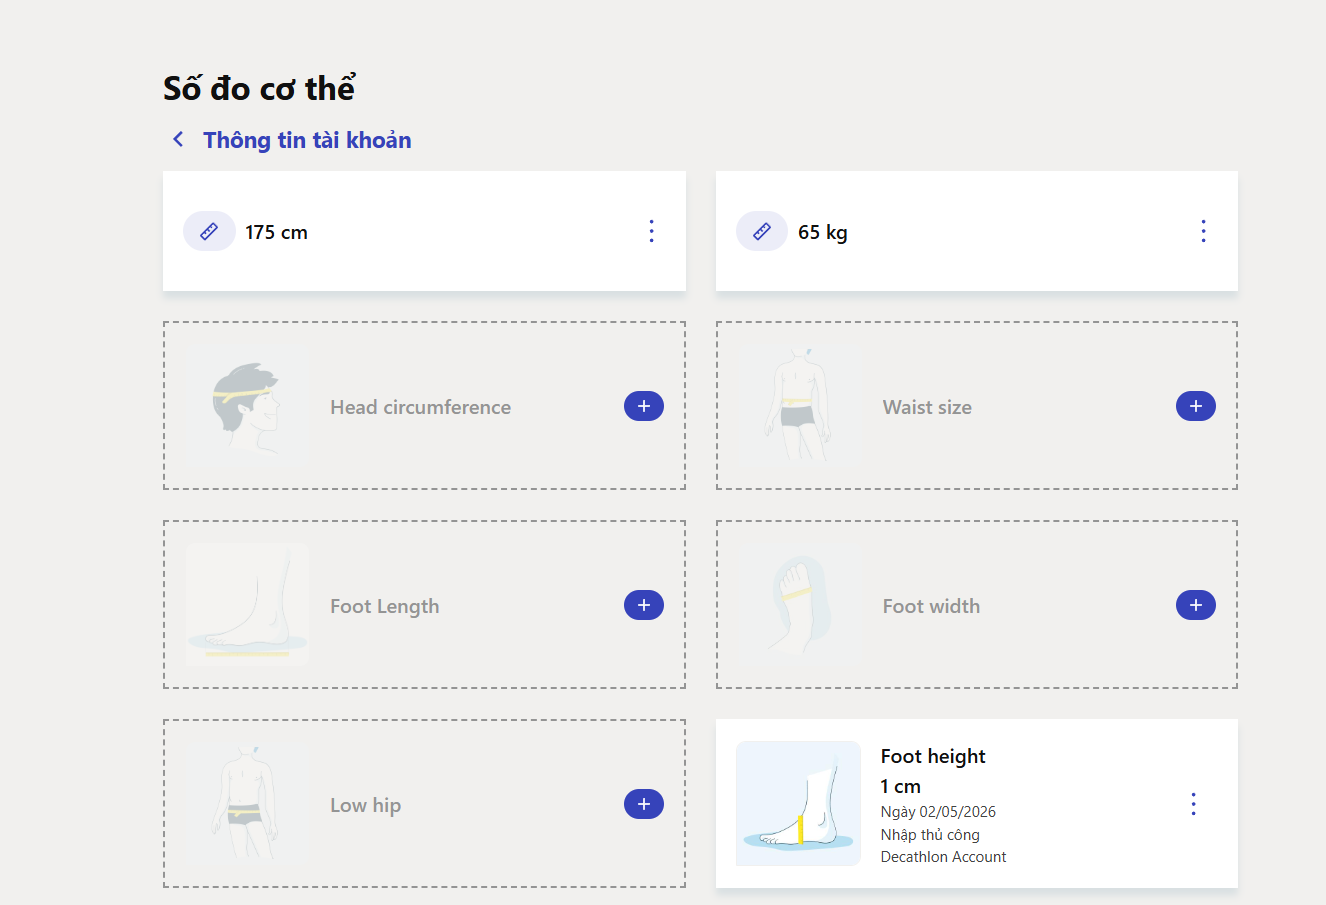 Số đo cơ thể
Thông tin tài khoản
175 cm
65 kg
Head circumference
Waist size
Foot Length
Foot width
Low hip
Foot height
1 cm
Ngày 02/05/2026
Nhập thủ công
Decathlon Account